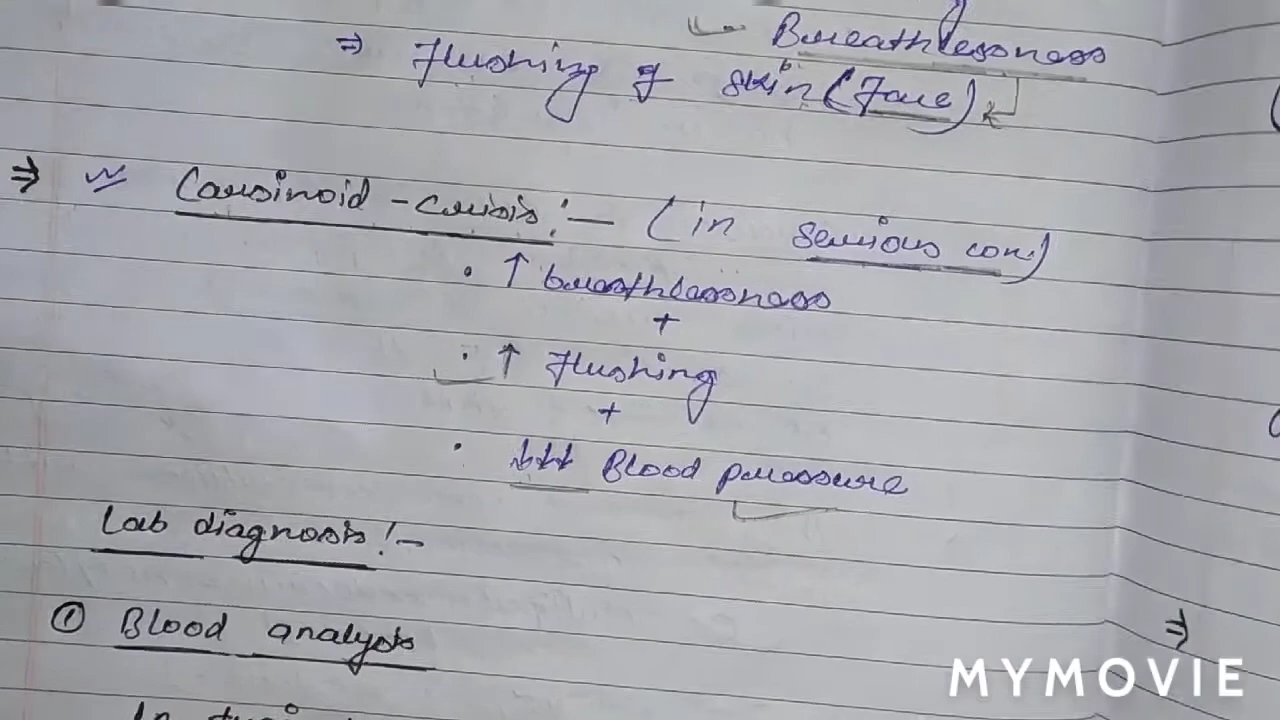 Breathlessness
⇒ Flushing of skin (Face)
⇒ Carsinoid - Crisis :- (in serious con.)
• ↑ breathlessness
+
• ↑ Flushing
+
• ↓↓↓ Blood pressure
Lab diagnosis :-
① Blood analysis
⇒
MYMOVIE